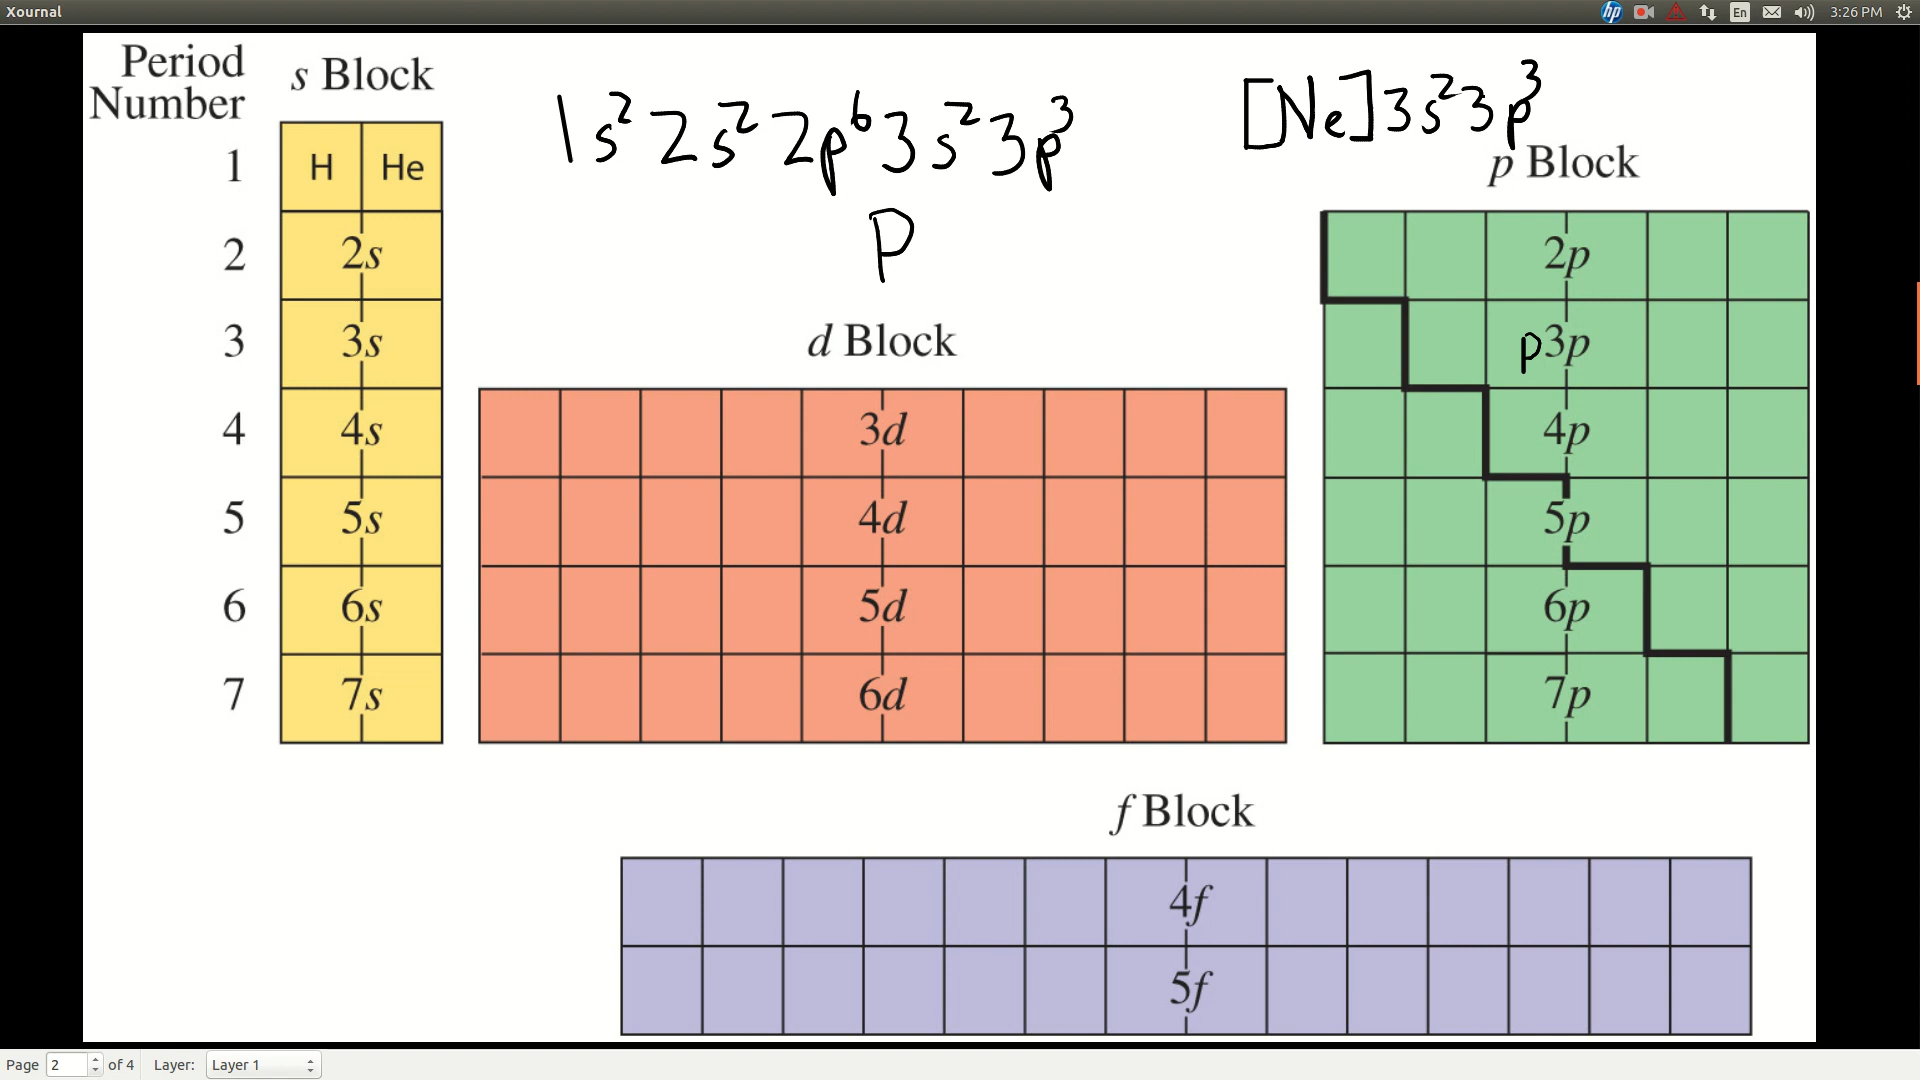 Xournal
hp En 3:26 PM
Period
Number
s Block
1s²2s²2p⁶3s²3p³
[Ne]3s²3p³
P
p Block
d Block
1 H He
2 2s 2p
3 3s P 3p
4 4s 3d 4p
5 5s 4d 5p
6 6s 5d 6p
7 7s 6d 7p
f Block
4f
5f
Page 2 of 4 Layer: Layer 1